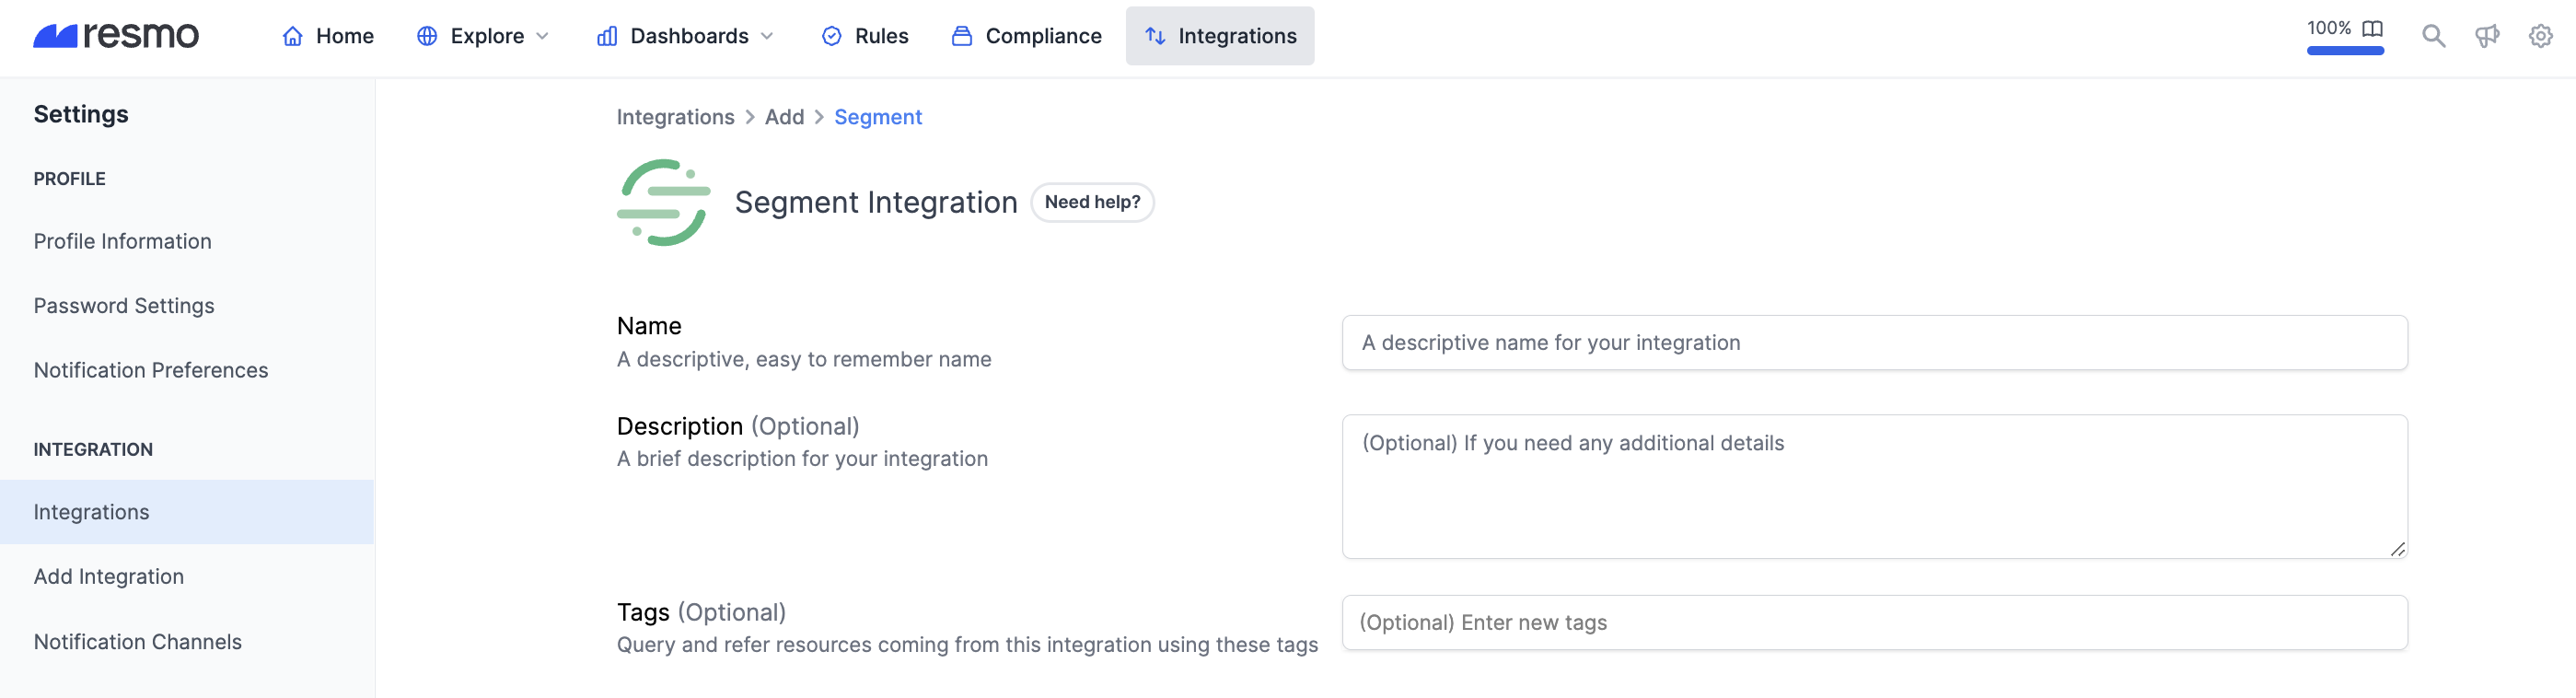 resmo
Home Explore Dashboards Rules Compliance Integrations 100%
Settings
PROFILE
Profile Information
Password Settings
Notification Preferences
INTEGRATION
Integrations
Add Integration
Notification Channels
Integrations > Add > Segment
Segment Integration Need help?
Name
A descriptive, easy to remember name
A descriptive name for your integration
Description (Optional)
A brief description for your integration
(Optional) If you need any additional details
Tags (Optional)
Query and refer resources coming from this integration using these tags
(Optional) Enter new tags